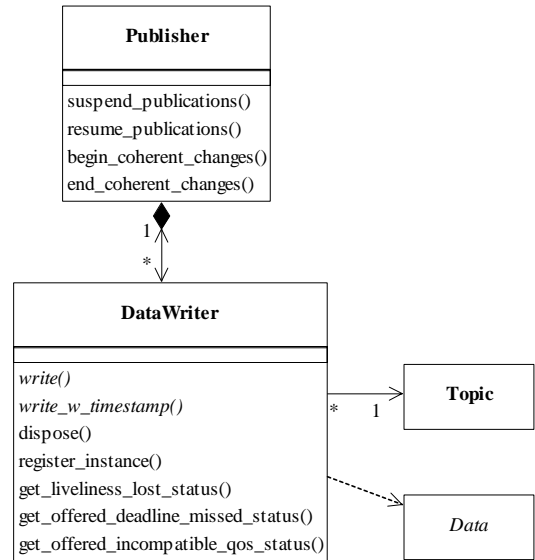 Publisher
suspend_publications()
resume_publications()
begin_coherent_changes()
end_coherent_changes()
1
*
DataWriter
write()
write_w_timestamp()
dispose()
register_instance()
get_liveliness_lost_status()
get_offered_deadline_missed_status()
get_offered_incompatible_qos_status()
* 1
Topic
Data